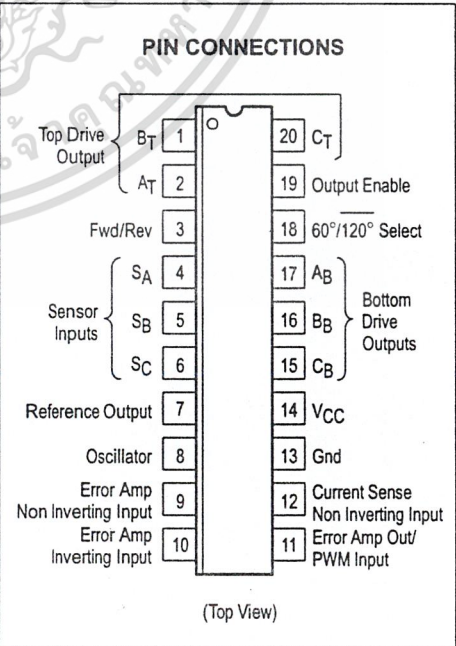 PIN CONNECTIONS
Top Drive
Output
BT 1
AT 2
Fwd/Rev 3
Sensor
Inputs
SA 4
SB 5
SC 6
Reference Output 7
Oscillator 8
Error Amp
Non Inverting Input 9
Error Amp
Inverting Input 10
20 CT
19 Output Enable
18 60°/120° Select
17 AB
16 BB
15 CB
Bottom
Drive
Outputs
14 VCC
13 Gnd
12 Current Sense
Non Inverting Input
11 Error Amp Out/
PWM Input
(Top View)